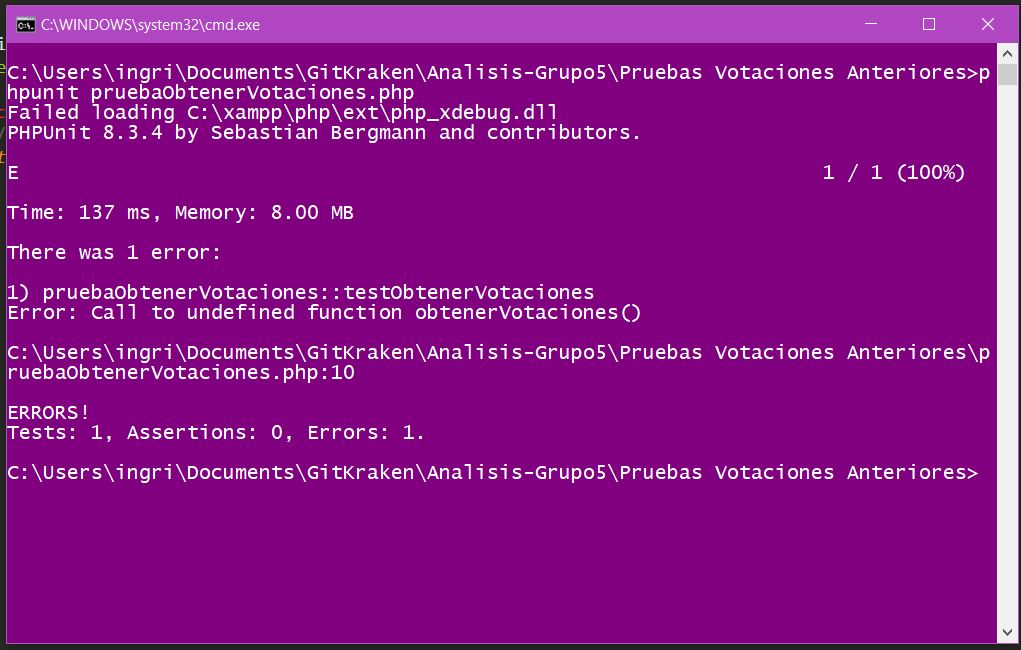 C:\WINDOWS\system32\cmd.exe
C:\Users\ingri\Documents\GitKraken\Analisis-Grupo5\Pruebas Votaciones Anteriores>p
hpunit pruebaObtenerVotaciones.php
Failed loading C:\xampp\php\ext\php_xdebug.dll
PHPUnit 8.3.4 by Sebastian Bergmann and contributors.
E 1 / 1 (100%)
Time: 137 ms, Memory: 8.00 MB
There was 1 error:
1) pruebaObtenerVotaciones::testObtenerVotaciones
Error: Call to undefined function obtenerVotaciones()
C:\Users\ingri\Documents\GitKraken\Analisis-Grupo5\Pruebas Votaciones Anteriores\p
ruebaObtenerVotaciones.php:10
ERRORS!
Tests: 1, Assertions: 0, Errors: 1.
C:\Users\ingri\Documents\GitKraken\Analisis-Grupo5\Pruebas Votaciones Anteriores>